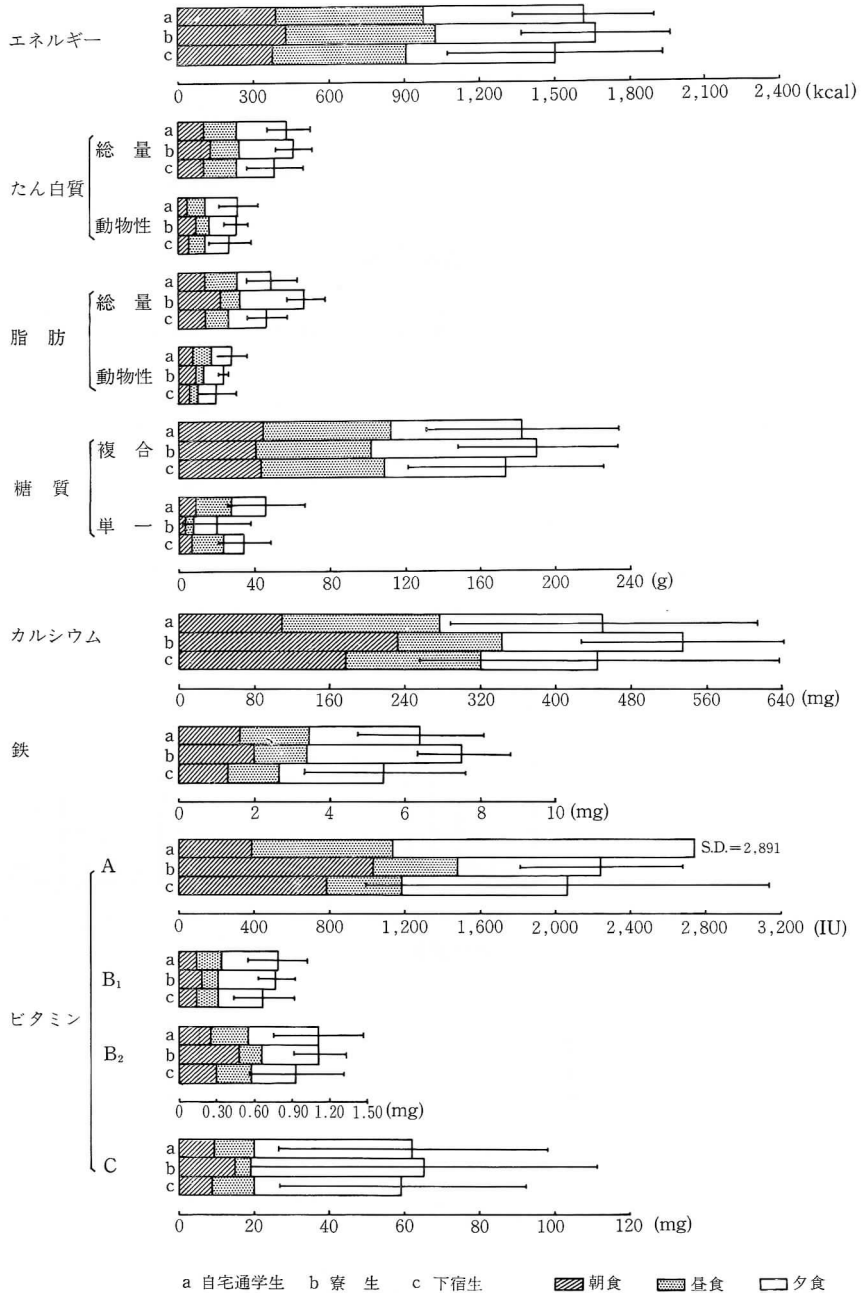 エネルギー
a
b
c
0 300 600 900 1,200 1,500 1,800 2,100 2,400 (kcal)
たん白質
総量
a
b
c
動物性
a
b
c
脂肪
総量
a
b
c
動物性
a
b
c
糖質
複合
a
b
c
単一
a
b
c
0 40 80 120 160 200 240 (g)
カルシウム
a
b
c
0 80 160 240 320 400 480 560 640 mg
鉄
a
b
c
0 2 4 6 8 10 (mg)
ビタミン
A
a S.D.=2,891
b
c
0 400 800 1,200 1,600 2,000 2,400 2,800 3,200 (IU)
B₁
a
b
c
B₂
a
b
c
0 0.30 0.60 0.90 1.20 1.50 (mg)
C
a
b
c
0 20 40 60 80 100 120 (mg)
a 自宅通学生 b 寮生 c 下宿生 朝食 昼食 夕食